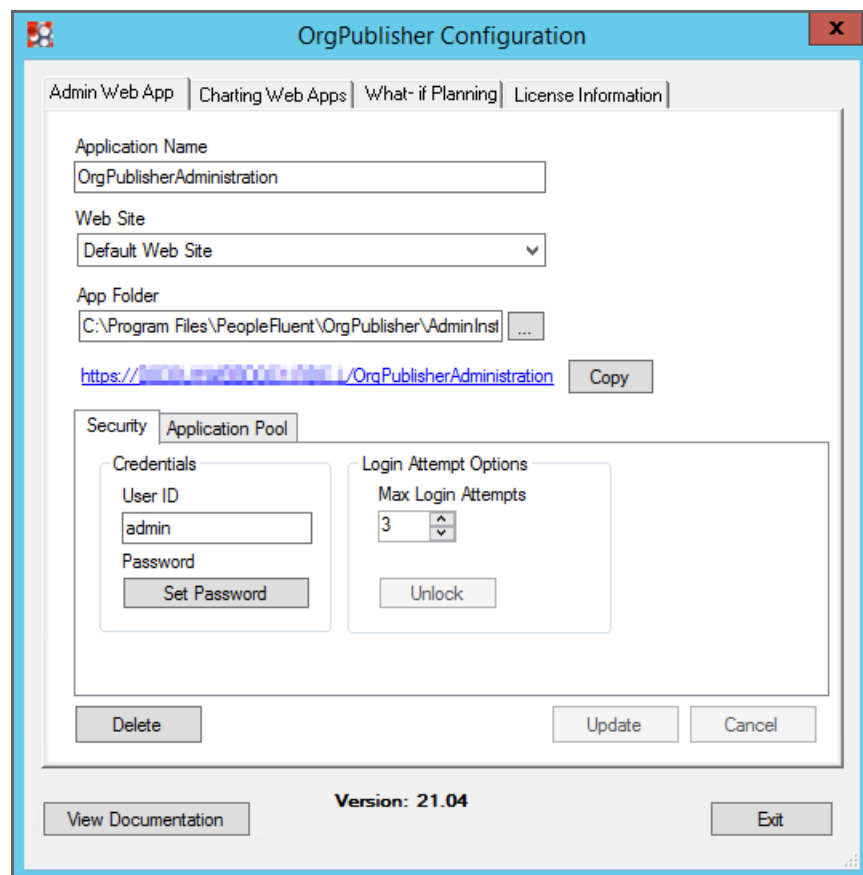 OrgPublisher Configuration
x
Admin Web App Charting Web Apps What- if Planning License Information
Application Name
OrgPublisherAdministration
Web Site
Default Web Site
App Folder
C:\Program Files\PeopleFluent\OrgPublisher\AdminInst ...
https:// /OrgPublisherAdministration Copy
Security Application Pool
Credentials Login Attempt Options
User ID Max Login Attempts
admin 3
Password
Set Password Unlock
Delete Update Cancel
Version: 21.04
View Documentation Exit